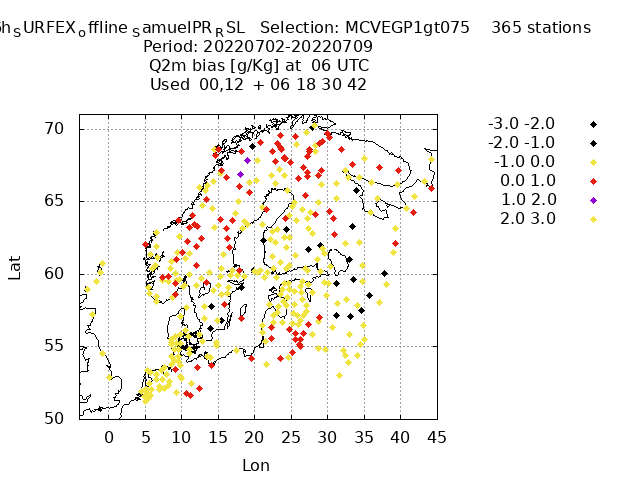 h_SURFEX_offline_SamuelPR_RSL Selection: MCVEGP1gt075 365 stations
Period: 20220702-20220709
Q2m bias [g/Kg] at 06 UTC
Used 00,12 + 06 18 30 42
70
65
60
55
50
Lat
0 5 10 15 20 25 30 35 40 45
Lon
-3.0 -2.0
-2.0 -1.0
-1.0 0.0
0.0 1.0
1.0 2.0
2.0 3.0